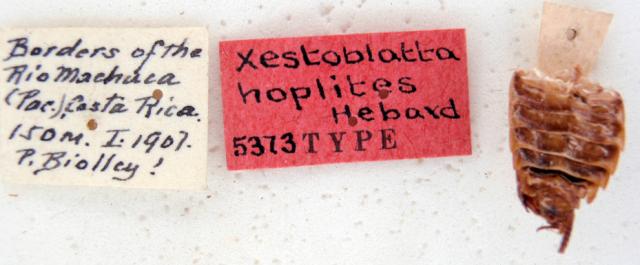 Borders of the
Rio Machuca
(Pac.), Costa Rica.
150 m. I. 1907.
P. Biolley!
Xestoblatta
hoplites
Hebard
5373 TYPE